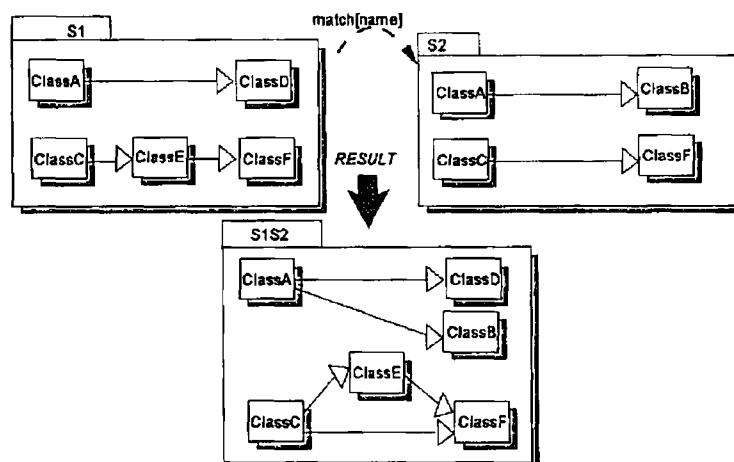 match[name]
S1
ClassA
ClassD
ClassC
ClassE
ClassF
S2
ClassA
ClassB
ClassC
ClassF
RESULT
S1S2
ClassA
ClassD
ClassB
ClassE
ClassC
ClassF